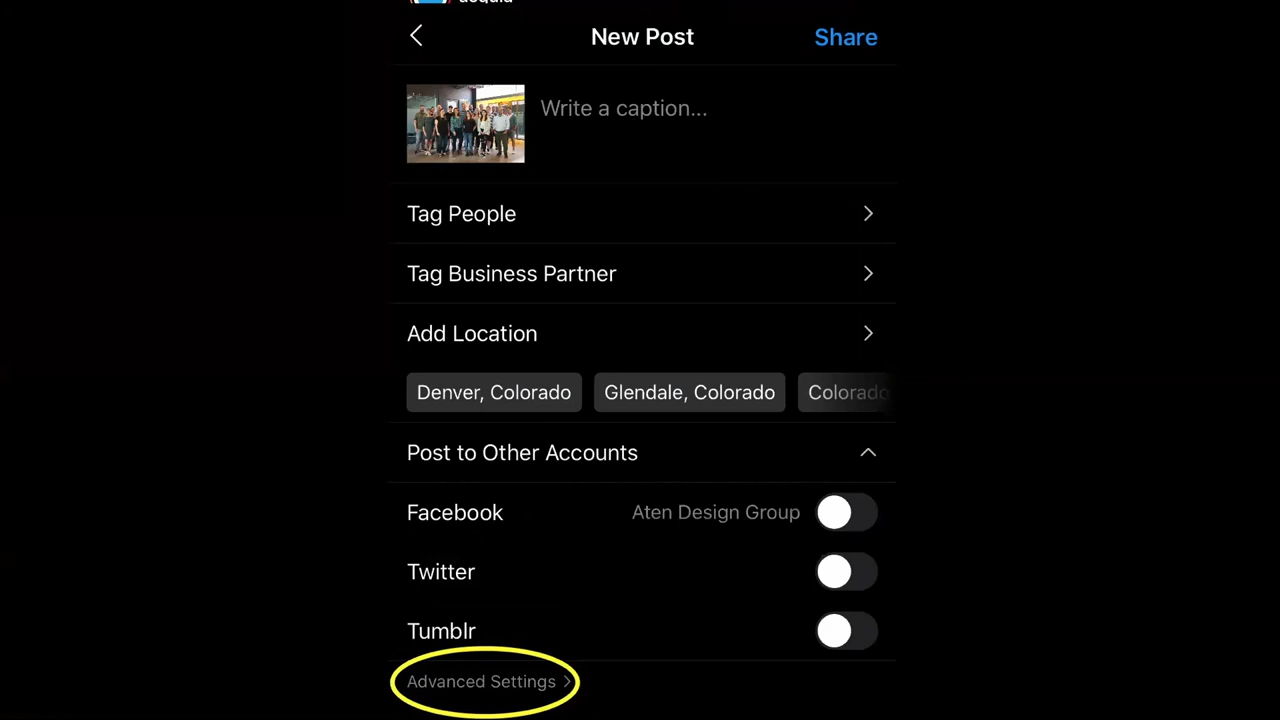 New Post
Share
Write a caption...
Tag People
Tag Business Partner
Add Location
Denver, Colorado
Glendale, Colorado
Colorado
Post to Other Accounts
Facebook
Aten Design Group
Twitter
Tumblr
Advanced Settings